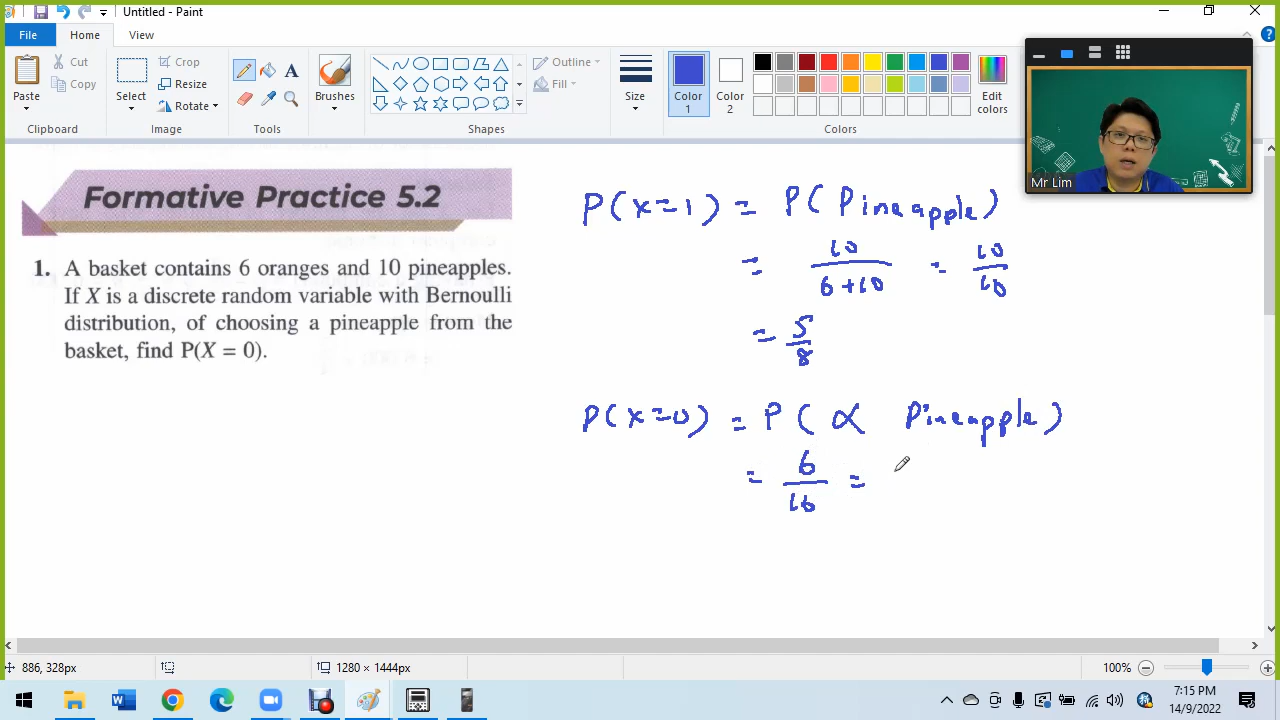 Untitled - Paint
File Home View
Cut
Copy
Paste
Clipboard
Select
Crop
Resize
Rotate
Image
Tools
Brushes
Shapes
Outline
Fill
Size
Color 1
Color 2
Edit colors
Colors
Mr Lim
Formative Practice 5.2
1. A basket contains 6 oranges and 10 pineapples.
If X is a discrete random variable with Bernoulli
distribution, of choosing a pineapple from the
basket, find P(X = 0).
P(X=1) = P(Pineapple)
= 10/(6+10) = 10/16
= 5/8
P(X=0) = P( Pineapple)
= 6/16 =
886, 328px
1280 × 1444px
100%
7:15 PM
14/9/2022